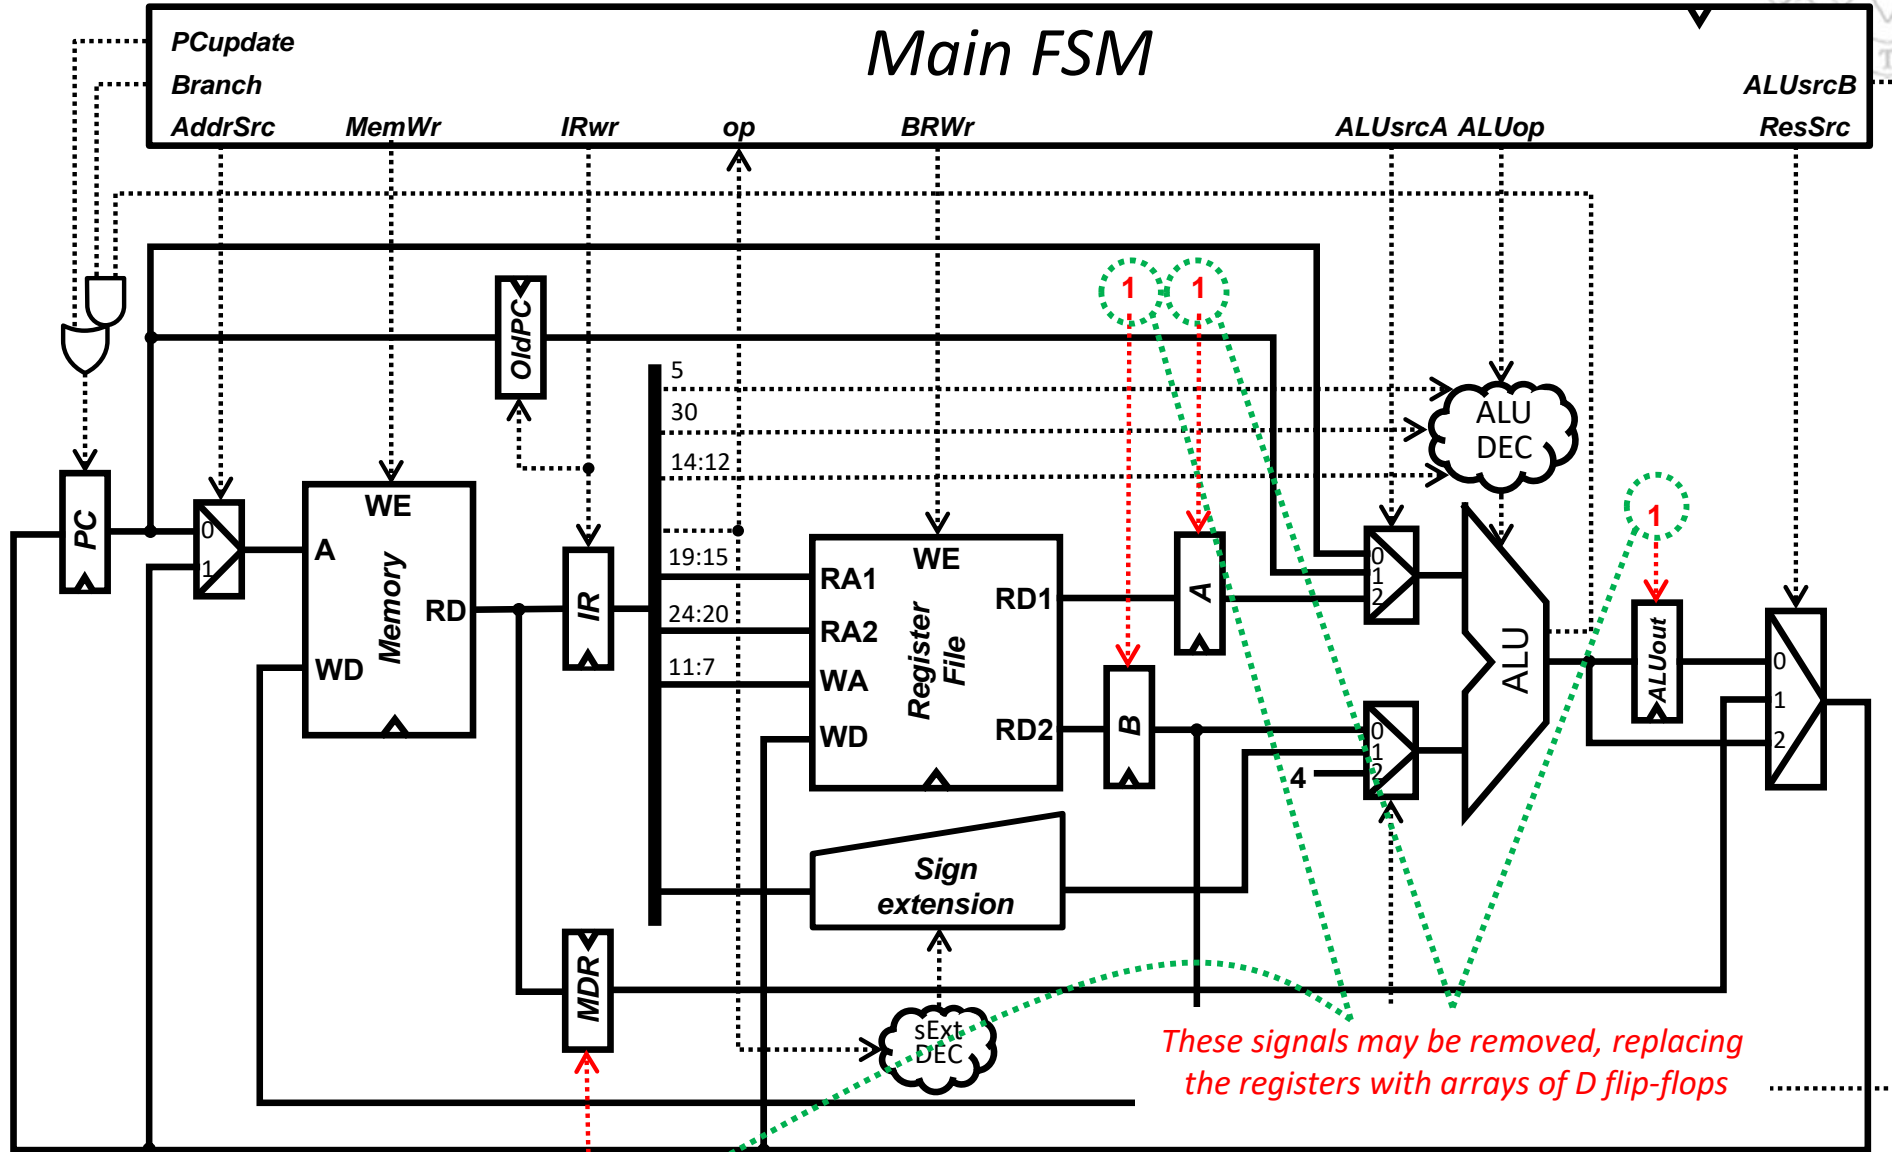 Main FSM
PCupdate
Branch
ALUsrcB
AddrSrc MemWr IRwr op BRWr ALUsrcA ALUop ResSrc
1 1
OldPC
5
30
14:12
ALU
DEC
1
PC
0
1
WE
A
Memory
RD
WD
IR
19:15
24:20
11:7
WE
RA1
RA2
WA
WD
Register
File
RD1
RD2
A
B
0
1
2
0
1
2
4
ALU
ALUout
0
1
2
Sign
extension
MDR
sExt
DEC
These signals may be removed, replacing
the registers with arrays of D flip-flops